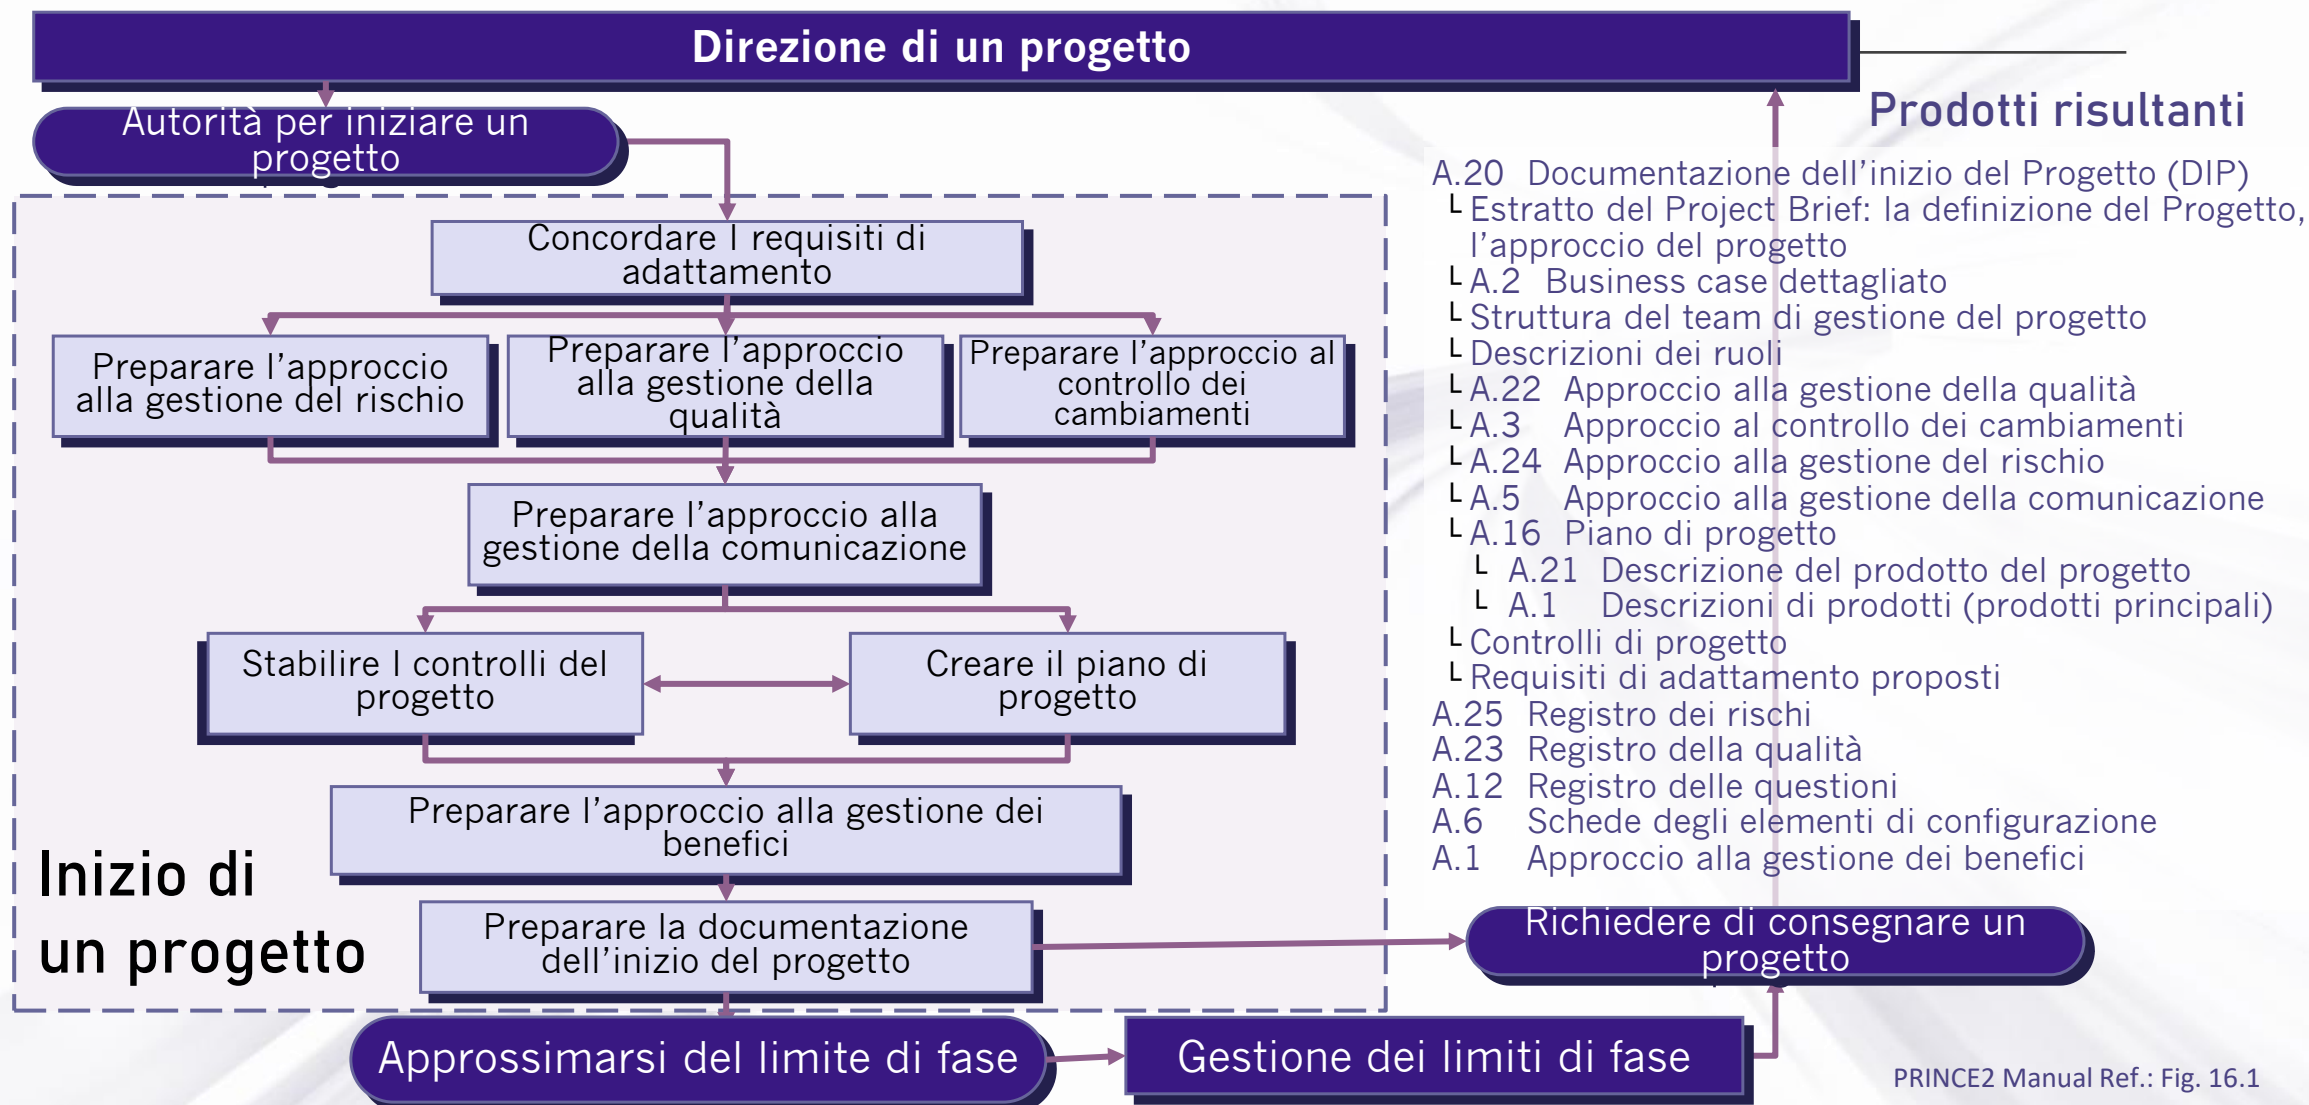 Direzione di un progetto
Autorità per iniziare un
progetto
Prodotti risultanti
Concordare I requisiti di
adattamento
Preparare l’approccio
alla gestione del rischio
Preparare l’approccio
alla gestione della
qualità
Preparare l’approccio al
controllo dei
cambiamenti
Preparare l’approccio alla
gestione della comunicazione
Stabilire I controlli del
progetto
Creare il piano di
progetto
Preparare l’approccio alla gestione dei
benefici
Preparare la documentazione
dell’inizio del progetto
Inizio di
un progetto
A.20 Documentazione dell’inizio del Progetto (DIP)
└ Estratto del Project Brief: la definizione del Progetto,
l’approccio del progetto
└ A.2 Business case dettagliato
└ Struttura del team di gestione del progetto
└ Descrizioni dei ruoli
└ A.22 Approccio alla gestione della qualità
└ A.3 Approccio al controllo dei cambiamenti
└ A.24 Approccio alla gestione del rischio
└ A.5 Approccio alla gestione della comunicazione
└ A.16 Piano di progetto
└ A.21 Descrizione del prodotto del progetto
└ A.1 Descrizioni di prodotti (prodotti principali)
└ Controlli di progetto
└ Requisiti di adattamento proposti
A.25 Registro dei rischi
A.23 Registro della qualità
A.12 Registro delle questioni
A.6 Schede degli elementi di configurazione
A.1 Approccio alla gestione dei benefici
Richiedere di consegnare un
progetto
Approssimarsi del limite di fase
Gestione dei limiti di fase
PRINCE2 Manual Ref.: Fig. 16.1